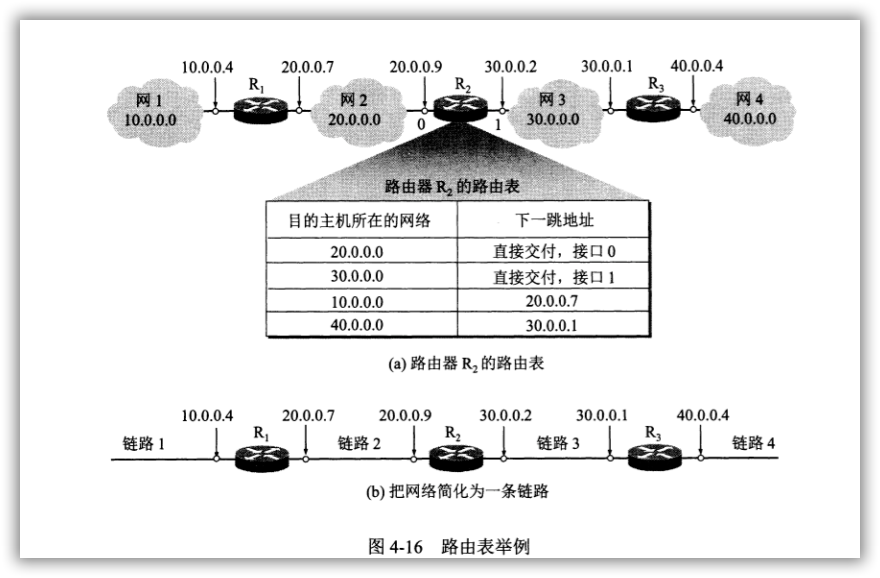 10.0.0.4 R1 20.0.0.7 20.0.0.9 R2 30.0.0.2 30.0.0.1 R3 40.0.0.4
网 1 网 2 网 3 网 4
10.0.0.0 20.0.0.0 0 1 30.0.0.0 40.0.0.0
路由器 R2 的路由表
目的主机所在的网络 下一跳地址
20.0.0.0 直接交付，接口 0
30.0.0.0 直接交付，接口 1
10.0.0.0 20.0.0.7
40.0.0.0 30.0.0.1
(a) 路由器 R2 的路由表
10.0.0.4 20.0.0.7 20.0.0.9 30.0.0.2 30.0.0.1 40.0.0.4
链路 1 R1 链路 2 R2 链路 3 R3 链路 4
(b) 把网络简化为一条链路
图 4-16 路由表举例